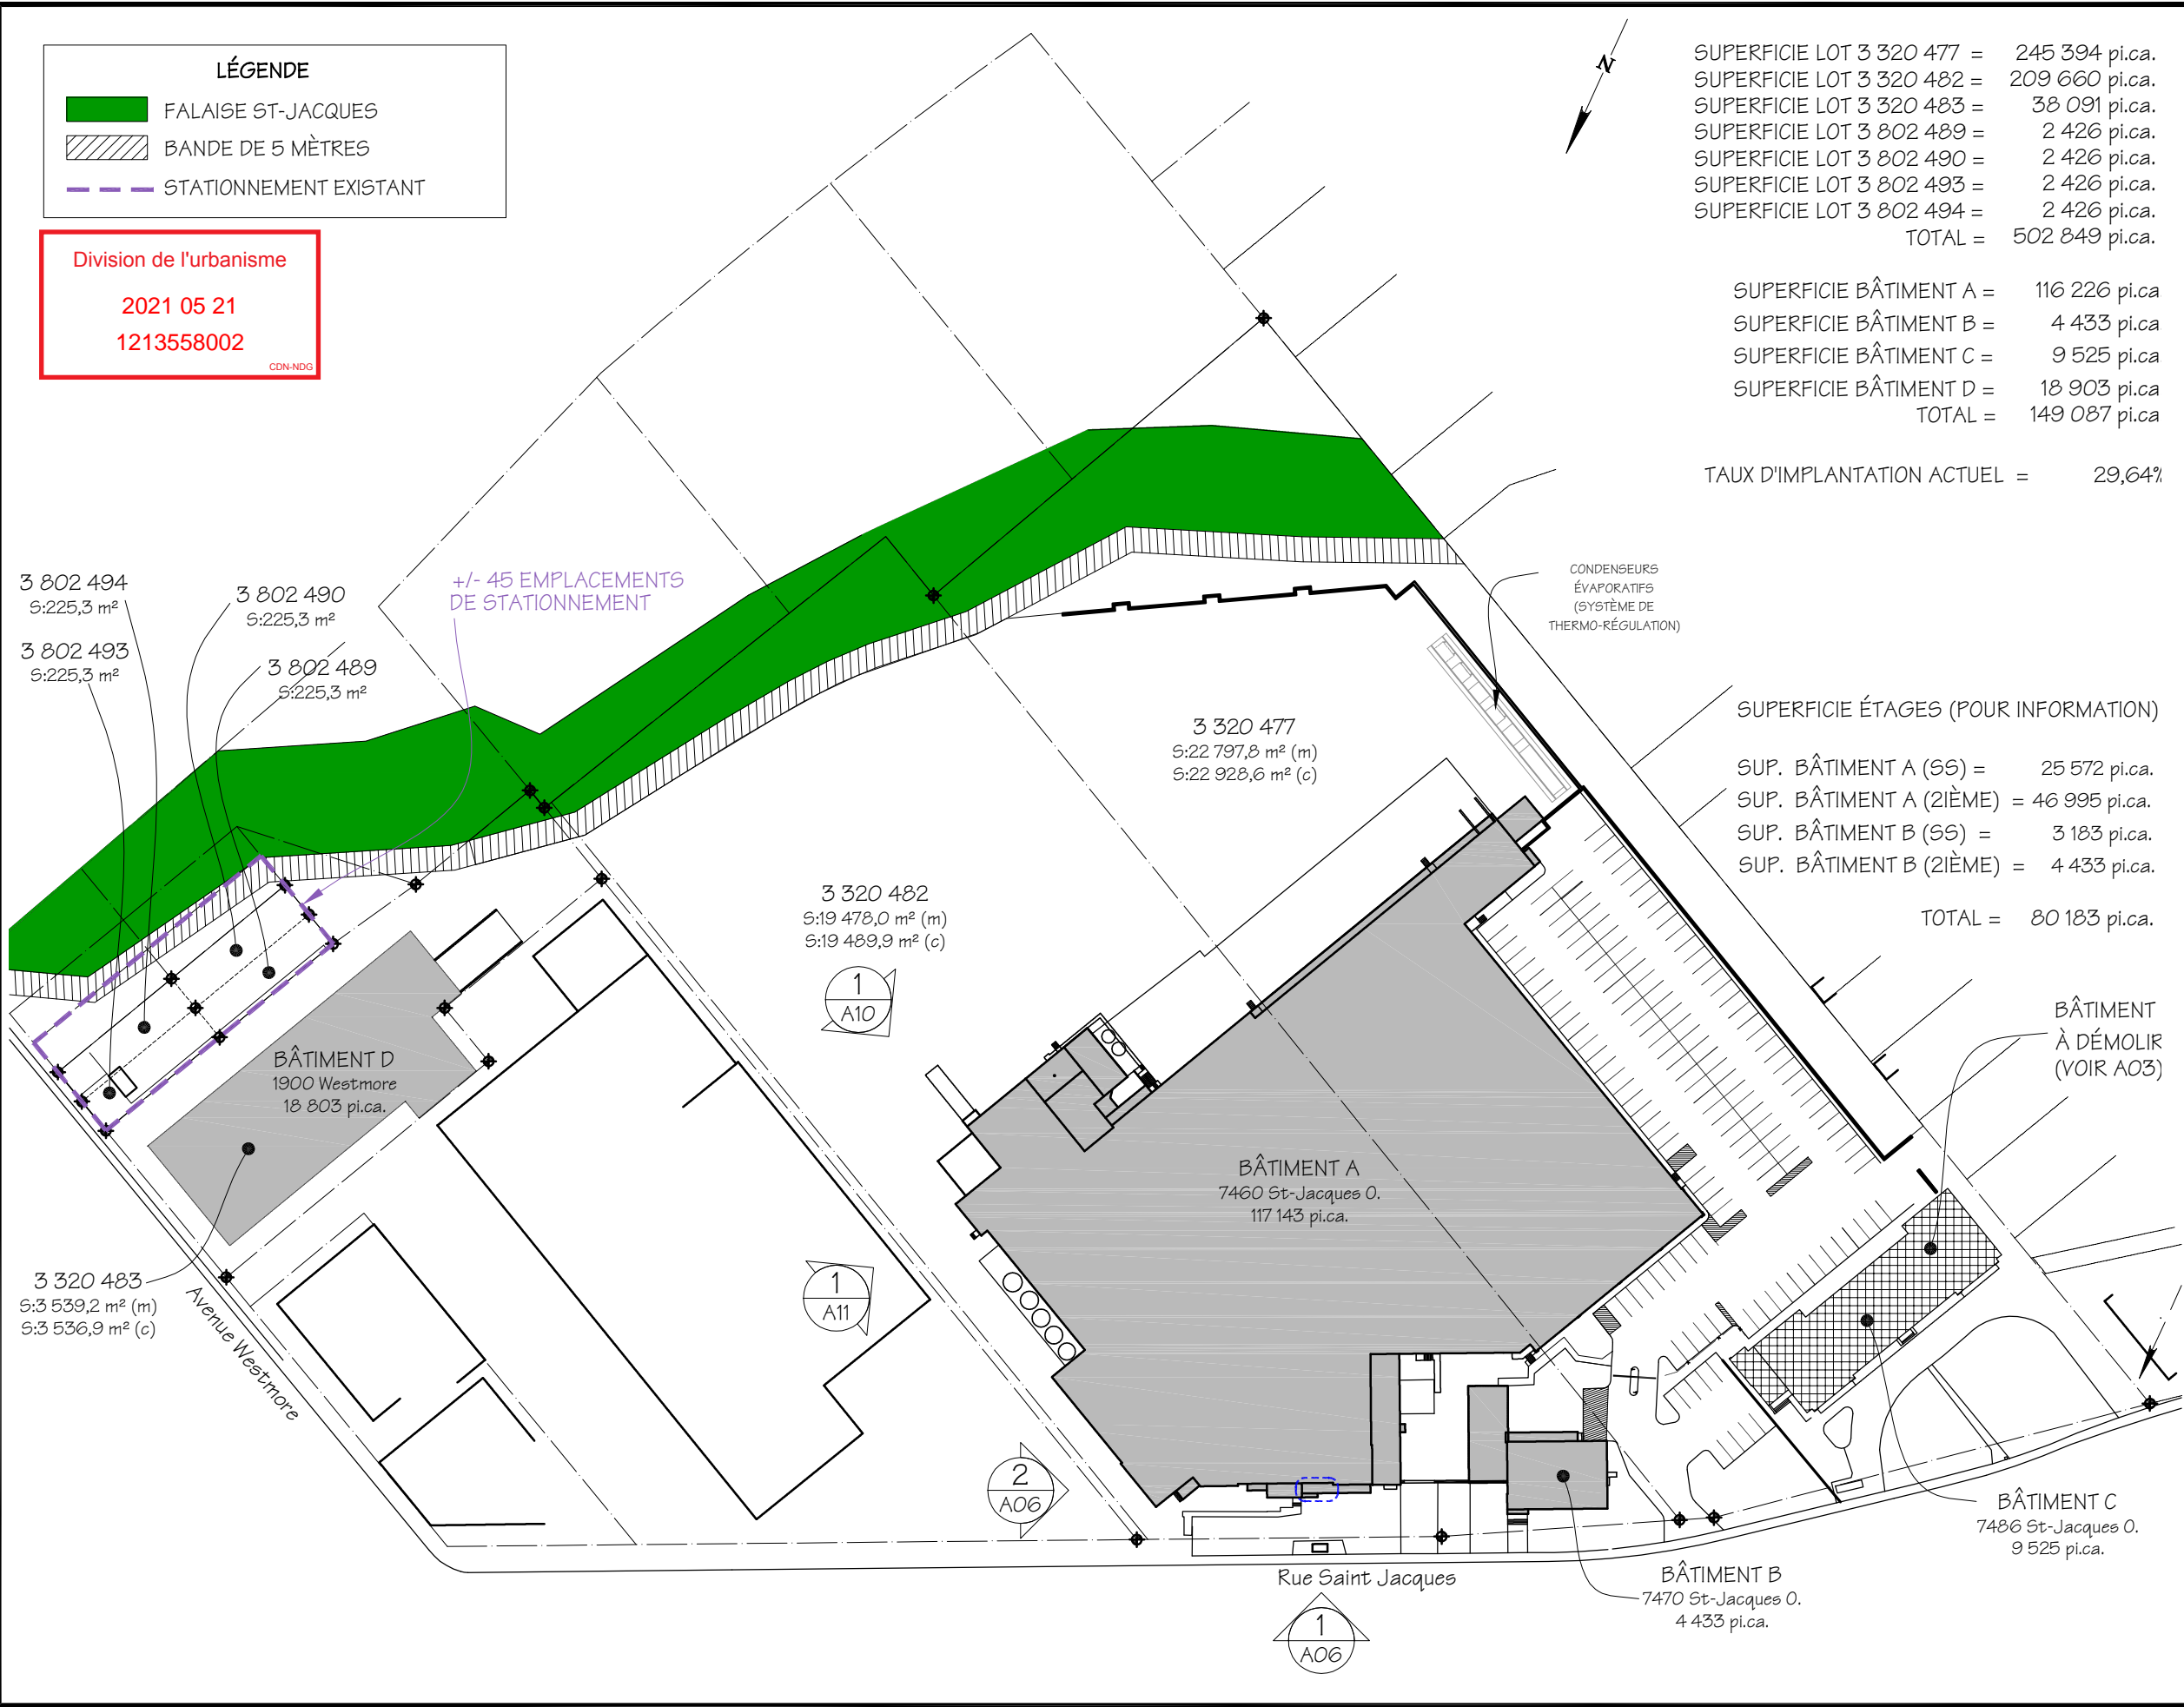 LÉGENDE
FALAISE ST-JACQUES
BANDE DE 5 MÈTRES
STATIONNEMENT EXISTANT
Division de l'urbanisme
2021 05 21
1213558002
CDN-NDG
N
SUPERFICIE LOT 3 320 477 = 245 394 pi.ca.
SUPERFICIE LOT 3 320 482 = 209 660 pi.ca.
SUPERFICIE LOT 3 320 483 = 38 091 pi.ca.
SUPERFICIE LOT 3 802 489 = 2 426 pi.ca.
SUPERFICIE LOT 3 802 490 = 2 426 pi.ca.
SUPERFICIE LOT 3 802 493 = 2 426 pi.ca.
SUPERFICIE LOT 3 802 494 = 2 426 pi.ca.
TOTAL = 502 849 pi.ca.
SUPERFICIE BÂTIMENT A = 116 226 pi.ca
SUPERFICIE BÂTIMENT B = 4 433 pi.ca
SUPERFICIE BÂTIMENT C = 9 525 pi.ca
SUPERFICIE BÂTIMENT D = 18 903 pi.ca
TOTAL = 149 087 pi.ca
TAUX D'IMPLANTATION ACTUEL = 29,64%
3 802 494
S:225,3 m²
3 802 493
S:225,3 m²
3 802 490
S:225,3 m²
3 802 489
S:225,3 m²
+/- 45 EMPLACEMENTS
DE STATIONNEMENT
CONDENSEURS
ÉVAPORATIFS
(SYSTÈME DE
THERMO-RÉGULATION)
3 320 477
S:22 797,8 m² (m)
S:22 928,6 m² (c)
SUPERFICIE ÉTAGES (POUR INFORMATION)
SUP. BÂTIMENT A (SS) = 25 572 pi.ca.
SUP. BÂTIMENT A (2IÈME) = 46 995 pi.ca.
SUP. BÂTIMENT B (SS) = 3 183 pi.ca.
SUP. BÂTIMENT B (2IÈME) = 4 433 pi.ca.
TOTAL = 80 183 pi.ca.
3 320 482
S:19 478,0 m² (m)
S:19 489,9 m² (c)
1
A10
BÂTIMENT
À DÉMOLIR
(VOIR A03)
BÂTIMENT D
1900 Westmore
18 803 pi.ca.
BÂTIMENT A
7460 St-Jacques O.
117 143 pi.ca.
3 320 483
S:3 539,2 m² (m)
S:3 536,9 m² (c)
Avenue Westmore
1
A11
2
A06
BÂTIMENT C
7486 St-Jacques O.
9 525 pi.ca.
Rue Saint Jacques
BÂTIMENT B
7470 St-Jacques O.
4 433 pi.ca.
1
A06